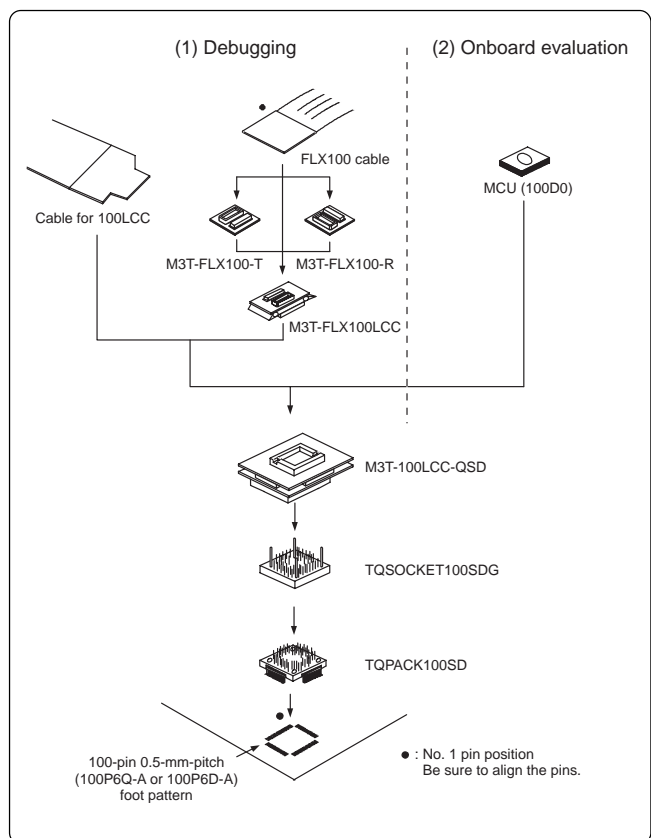 (1) Debugging
(2) Onboard evaluation
FLX100 cable
MCU (100D0)
Cable for 100LCC
M3T-FLX100-T
M3T-FLX100-R
M3T-FLX100LCC
M3T-100LCC-QSD
TQSOCKET100SDG
TQPACK100SD
100-pin 0.5-mm-pitch
(100P6Q-A or 100P6D-A)
foot pattern
● : No. 1 pin position
Be sure to align the pins.